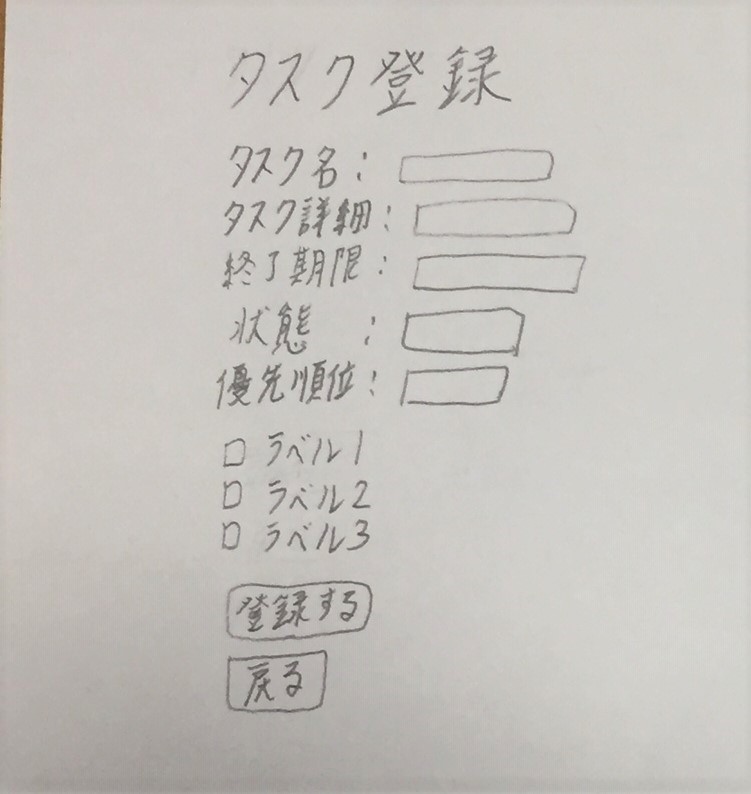 タスク登録
タスク名:
タスク詳細:
終了期限:
状態 :
優先順位:
ラベル1
ラベル2
ラベル3
登録する
戻る